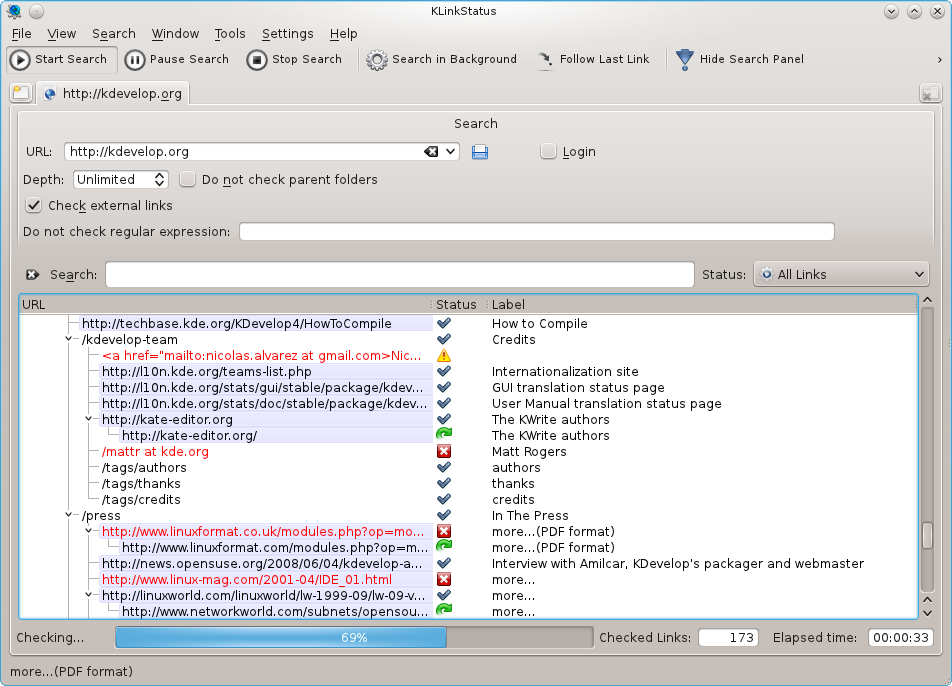 KLinkStatus
File View Search Window Tools Settings Help
Start Search Pause Search Stop Search Search in Background Follow Last Link Hide Search Panel
http://kdevelop.org
Search
URL: http://kdevelop.org Login
Depth: Unlimited Do not check parent folders
Check external links
Do not check regular expression:
Search: Status: All Links
URL Status Label
http://techbase.kde.org/KDevelop4/HowToCompile How to Compile
/kdevelop-team Credits
<a href="mailto:nicolas.alvarez at gmail.com>Nic...
http://l10n.kde.org/teams-list.php Internationalization site
http://l10n.kde.org/stats/gui/stable/package/kdev... GUI translation status page
http://l10n.kde.org/stats/doc/stable/package/kdev... User Manual translation status page
http://kate-editor.org The KWrite authors
http://kate-editor.org/ The KWrite authors
/mattr at kde.org Matt Rogers
/tags/authors authors
/tags/thanks thanks
/tags/credits credits
/press In The Press
http://www.linuxformat.co.uk/modules.php?op=mo... more...(PDF format)
http://www.linuxformat.com/modules.php?op=m... more...(PDF format)
http://news.opensuse.org/2008/06/04/kdevelop-a... Interview with Amilcar, KDevelop's packager and webmaster
http://www.linux-mag.com/2001-04/IDE_01.html more...
http://linuxworld.com/linuxworld/lw-1999-09/lw-09-v... more...
http://www.networkworld.com/subnets/opensou... more...
Checking... 69% Checked Links: 173 Elapsed time: 00:00:33
more...(PDF format)